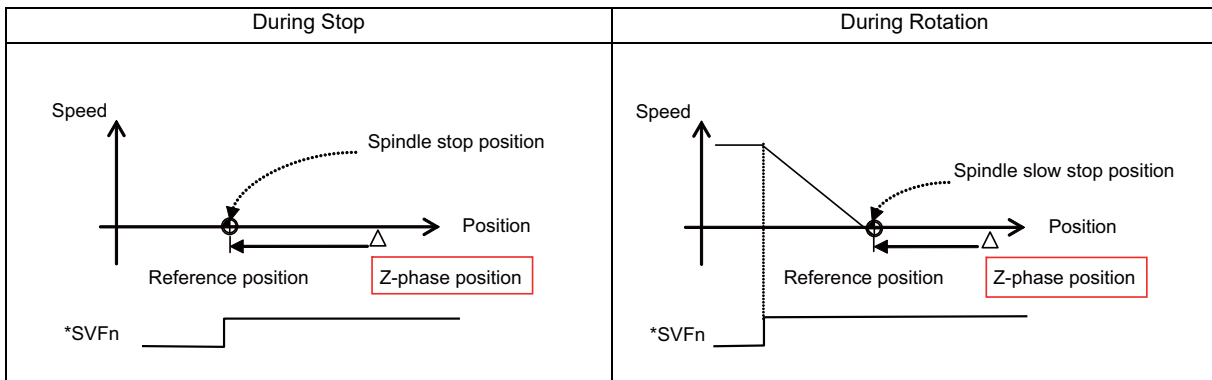 During Stop
During Rotation
Speed
Spindle stop position
Position
Reference position
Z-phase position
*SVFn
Speed
Spindle slow stop position
Position
Reference position
Z-phase position
*SVFn